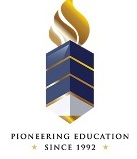 PIONEERING EDUCATION
★ SINCE 1992 ★